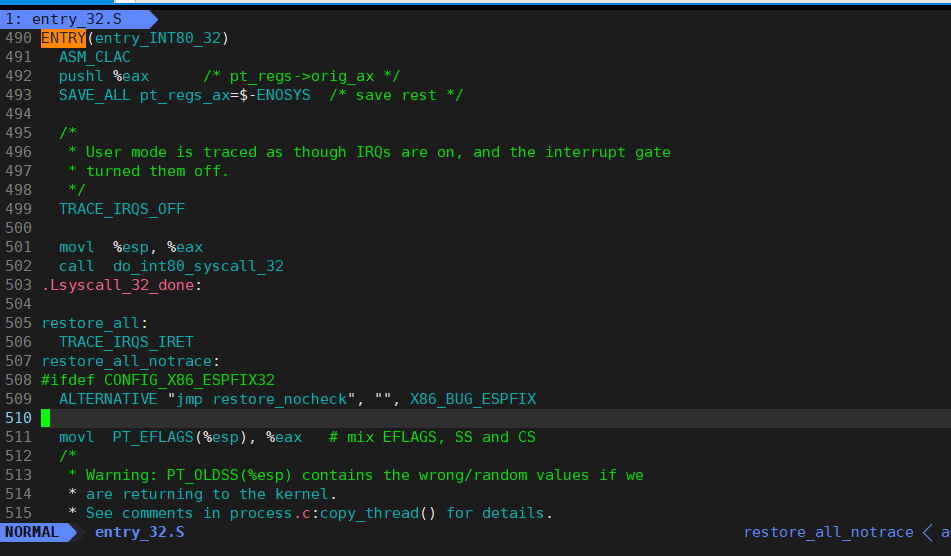 1: entry_32.S
490 ENTRY(entry_INT80_32)
491   ASM_CLAC
492   pushl %eax      /* pt_regs->orig_ax */
493   SAVE_ALL pt_regs_ax=$-ENOSYS  /* save rest */
494
495   /*
496    * User mode is traced as though IRQs are on, and the interrupt gate
497    * turned them off.
498    */
499   TRACE_IRQS_OFF
500
501   movl  %esp, %eax
502   call  do_int80_syscall_32
503 .Lsyscall_32_done:
504
505 restore_all:
506   TRACE_IRQS_IRET
507 restore_all_notrace:
508 #ifdef CONFIG_X86_ESPFIX32
509   ALTERNATIVE "jmp restore_nocheck", "", X86_BUG_ESPFIX
510
511   movl  PT_EFLAGS(%esp), %eax   # mix EFLAGS, SS and CS
512   /*
513    * Warning: PT_OLDSS(%esp) contains the wrong/random values if we
514    * are returning to the kernel.
515    * See comments in process.c:copy_thread() for details.
NORMAL  entry_32.S  restore_all_notrace < a